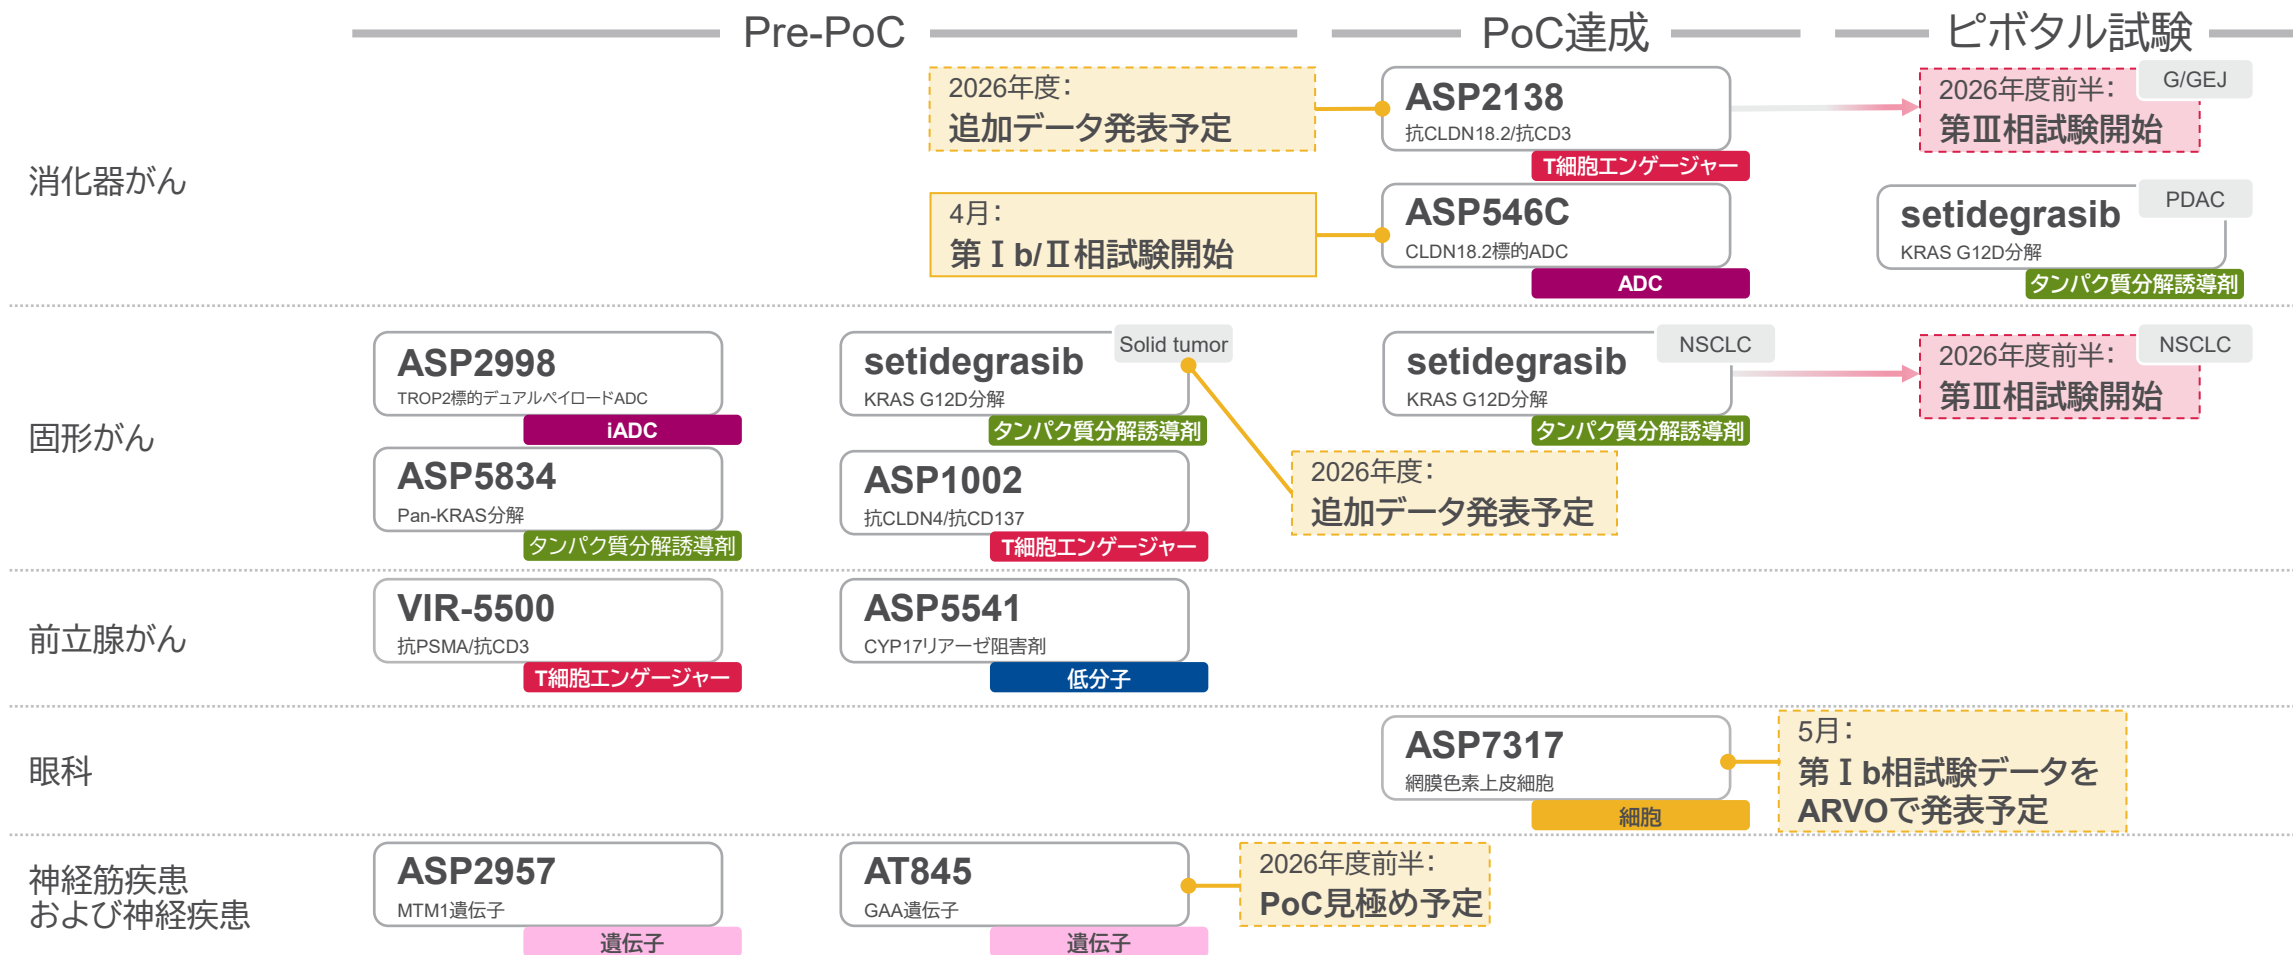 Pre-PoC
PoC達成
ピボタル試験
消化器がん
2026年度：
追加データ発表予定
ASP2138
抗CLDN18.2/抗CD3
T細胞エンゲージャー
G/GEJ
2026年度前半：
第Ⅲ相試験開始
4月：
第Ⅰb/Ⅱ相試験開始
ASP546C
CLDN18.2標的ADC
ADC
PDAC
setidegrasib
KRAS G12D分解
タンパク質分解誘導剤
固形がん
ASP2998
TROP2標的デュアルペイロードADC
iADC
Solid tumor
setidegrasib
KRAS G12D分解
タンパク質分解誘導剤
NSCLC
setidegrasib
KRAS G12D分解
タンパク質分解誘導剤
NSCLC
2026年度前半：
第Ⅲ相試験開始
ASP5834
Pan-KRAS分解
タンパク質分解誘導剤
ASP1002
抗CLDN4/抗CD137
T細胞エンゲージャー
2026年度：
追加データ発表予定
前立腺がん
VIR-5500
抗PSMA/抗CD3
T細胞エンゲージャー
ASP5541
CYP17リアーゼ阻害剤
低分子
眼科
ASP7317
網膜色素上皮細胞
細胞
5月：
第Ⅰb相試験データを
ARVOで発表予定
神経筋疾患
および神経疾患
ASP2957
MTM1遺伝子
遺伝子
AT845
GAA遺伝子
遺伝子
2026年度前半：
PoC見極め予定